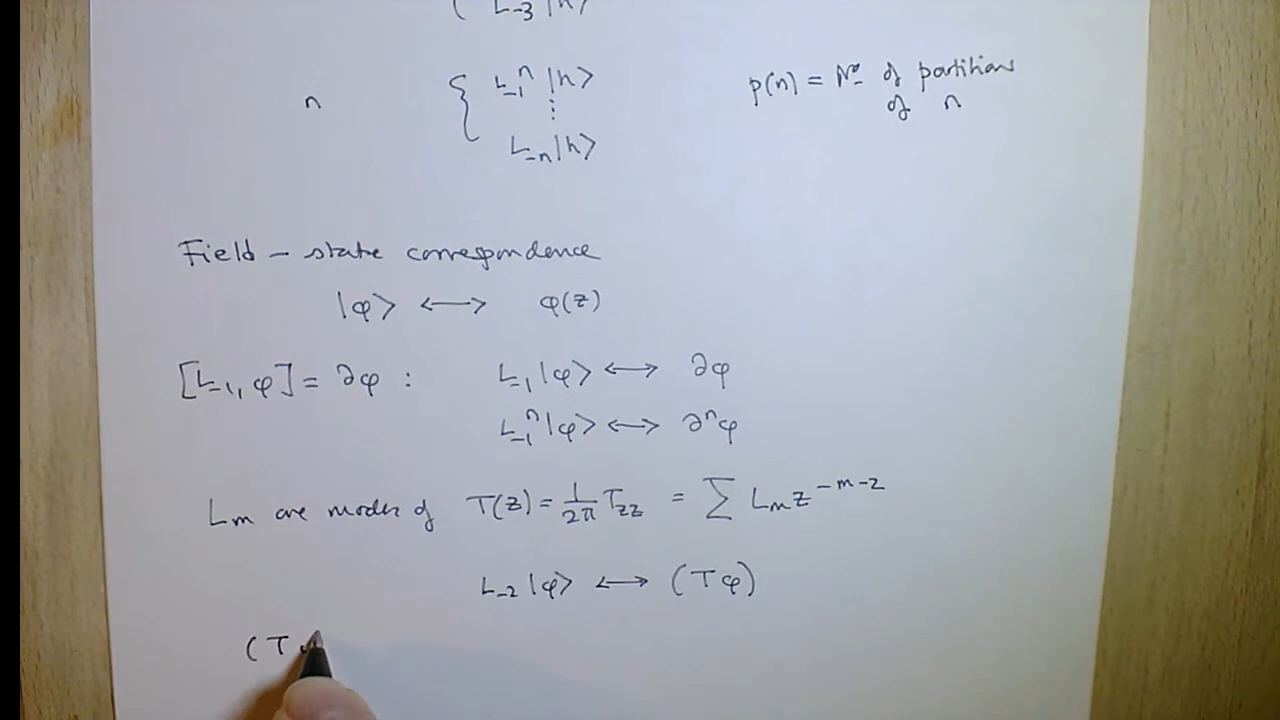 ( L₋₃ |h⟩
n { L₋₁ⁿ |h⟩ p(n) = Nº of partitions
⋮ of n
L₋ₙ |h⟩
Field – state correspondence
|φ⟩ ⟷ φ(z)
[L₋₁, φ] = ∂φ : L₋₁ |φ⟩ ⟷ ∂φ
L₋₁ⁿ |φ⟩ ⟷ ∂ⁿφ
Lm are modes of T(z) = 1/2π Tzz = ∑ Lm z^{-m-2}
L₋₂ |φ⟩ ⟷ (Tφ)
(T